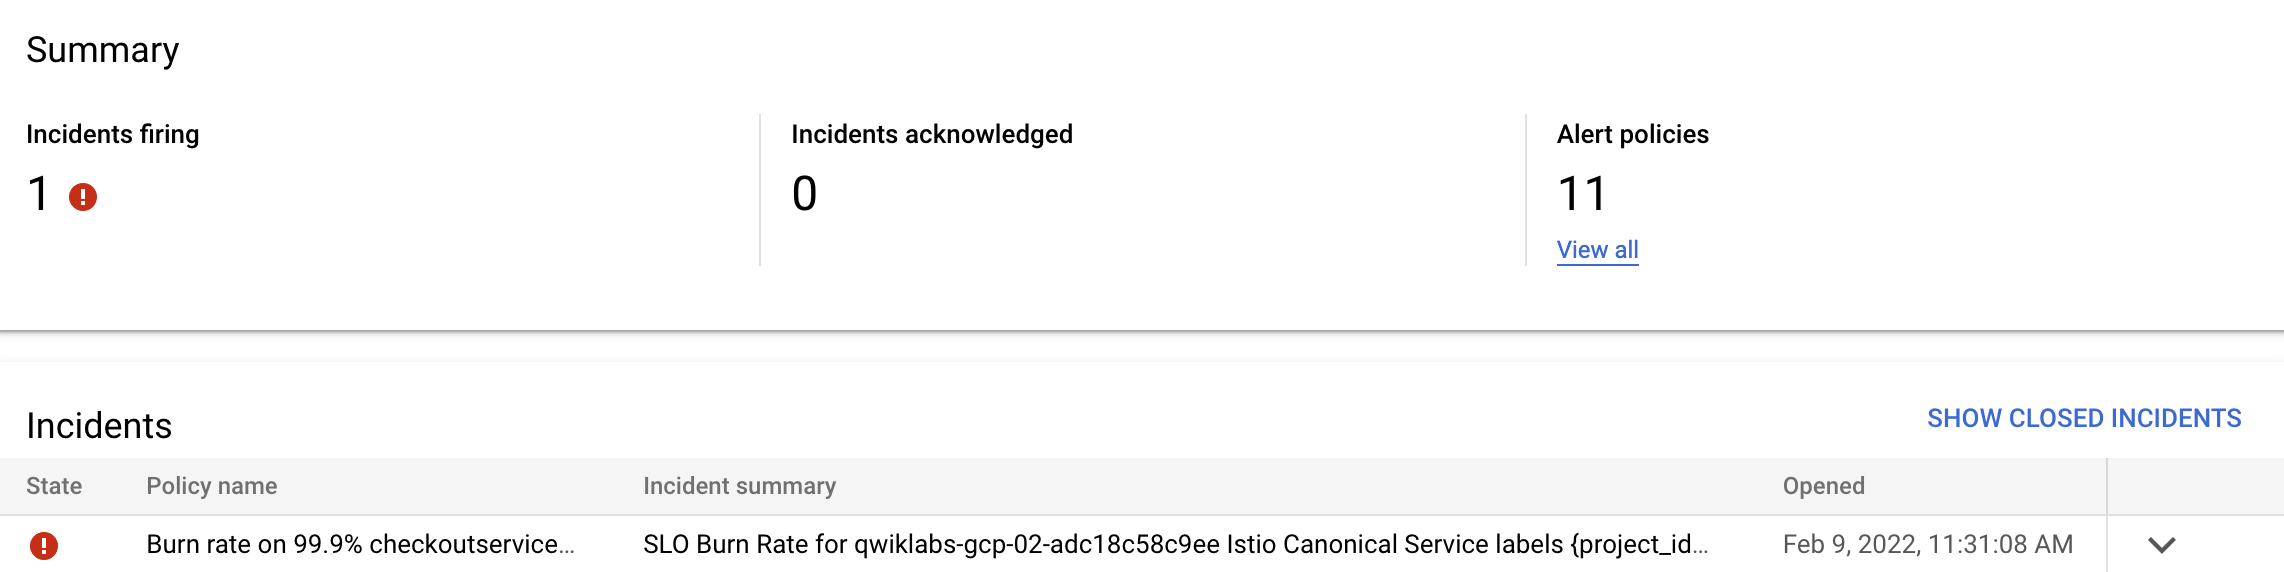 Summary
Incidents firing
Incidents acknowledged
Alert policies
1
0
11
View all
Incidents
SHOW CLOSED INCIDENTS
State
Policy name
Incident summary
Opened
Burn rate on 99.9% checkoutservice...
SLO Burn Rate for qwiklabs-gcp-02-adc18c58c9ee Istio Canonical Service labels {project_id...
Feb 9, 2022, 11:31:08 AM